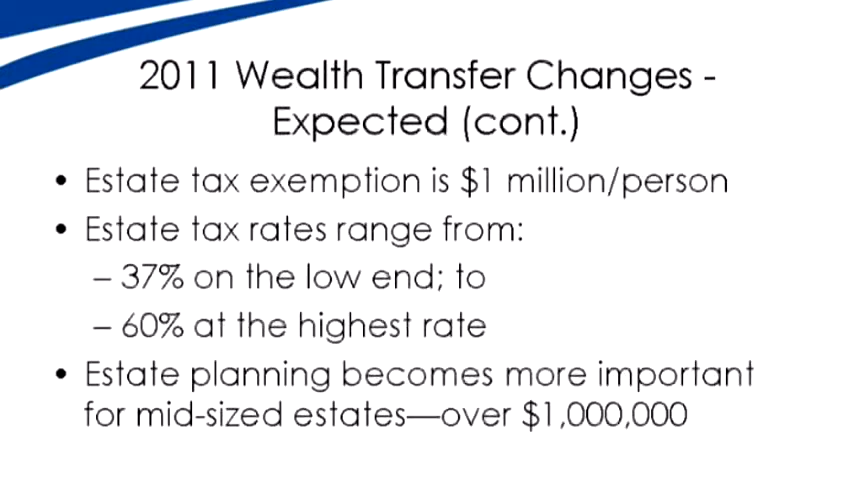 2011 Wealth Transfer Changes -
Expected (cont.)
• Estate tax exemption is $1 million/person
• Estate tax rates range from:
– 37% on the low end; to
– 60% at the highest rate
• Estate planning becomes more important
for mid-sized estates—over $1,000,000